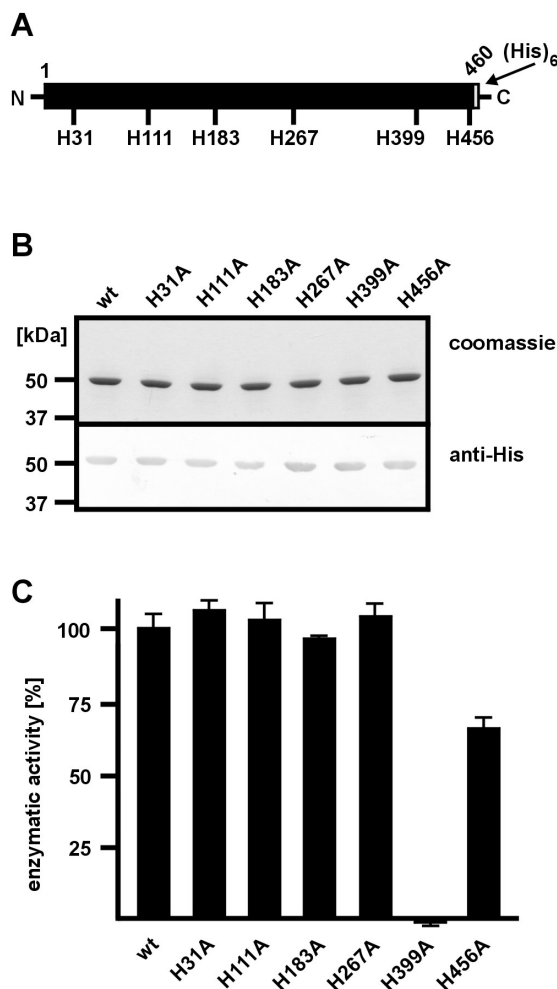 A
1 460 (His)6
N C
H31 H111 H183 H267 H399 H456
B
wt H31A H111A H183A H267A H399A H456A
[kDa]
coomassie
50
37
anti-His
50
37
C
enzymatic activity [%]
100
75
50
25
wt H31A H111A H183A H267A H399A H456A